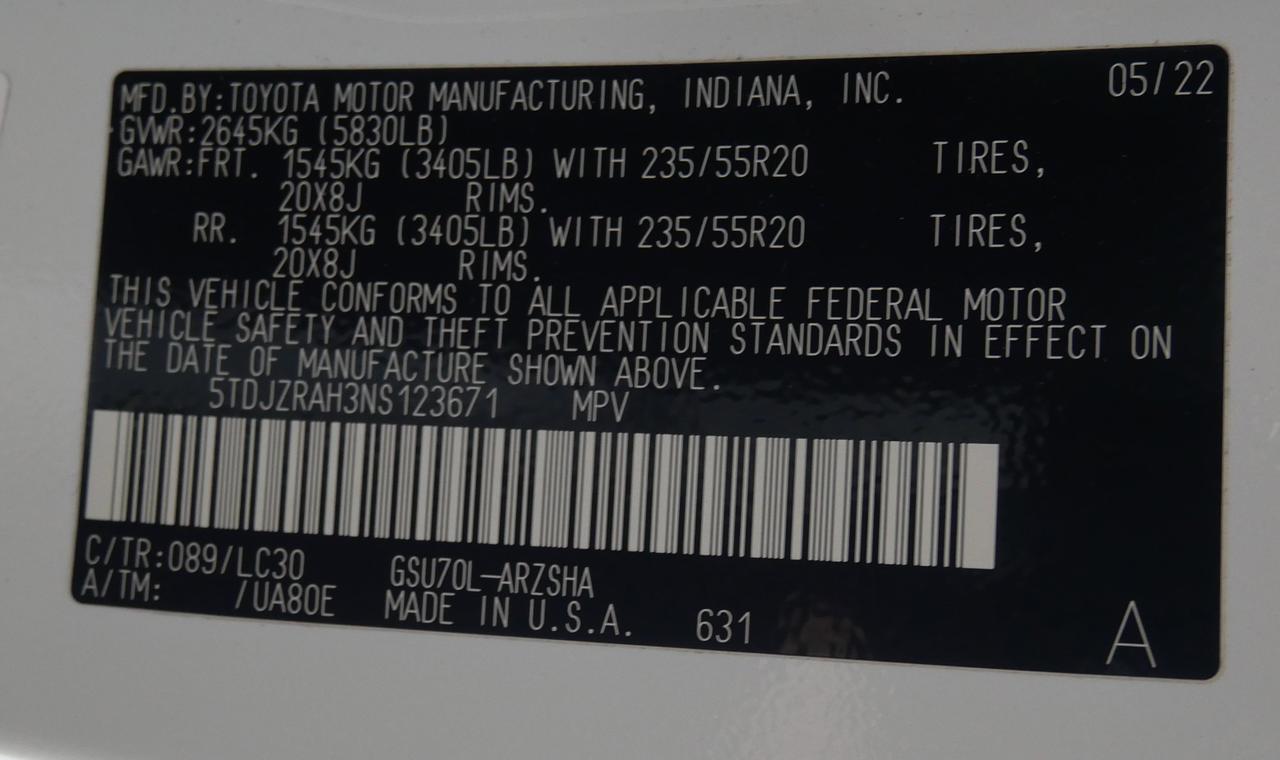 MFD.BY:TOYOTA MOTOR MANUFACTURING, INDIANA, INC. 05/22
GVWR:2645KG (5830LB)
GAWR:FRT. 1545KG (3405LB) WITH 235/55R20 TIRES,
20X8J RIMS.
RR. 1545KG (3405LB) WITH 235/55R20 TIRES,
20X8J RIMS.
THIS VEHICLE CONFORMS TO ALL APPLICABLE FEDERAL MOTOR
VEHICLE SAFETY AND THEFT PREVENTION STANDARDS IN EFFECT ON
THE DATE OF MANUFACTURE SHOWN ABOVE.
5TDJZRAH3NS123671 MPV
C/TR:089/LC30 GSU70L-ARZSHA
A/TM: /UA80E MADE IN U.S.A. 631 A